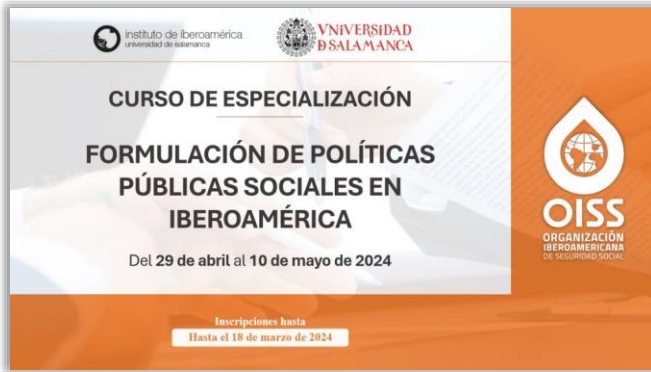 instituto de iberoamérica
universidad de salamanca
VNiVERSiDAD
D SALAMANCA
CURSO DE ESPECIALIZACIÓN
FORMULACIÓN DE POLÍTICAS
PÚBLICAS SOCIALES EN
IBEROAMÉRICA
Del 29 de abril al 10 de mayo de 2024
OISS
ORGANIZACIÓN
IBEROAMERICANA
DE SEGURIDAD SOCIAL
Inscripciones hasta
Hasta el 18 de marzo de 2024